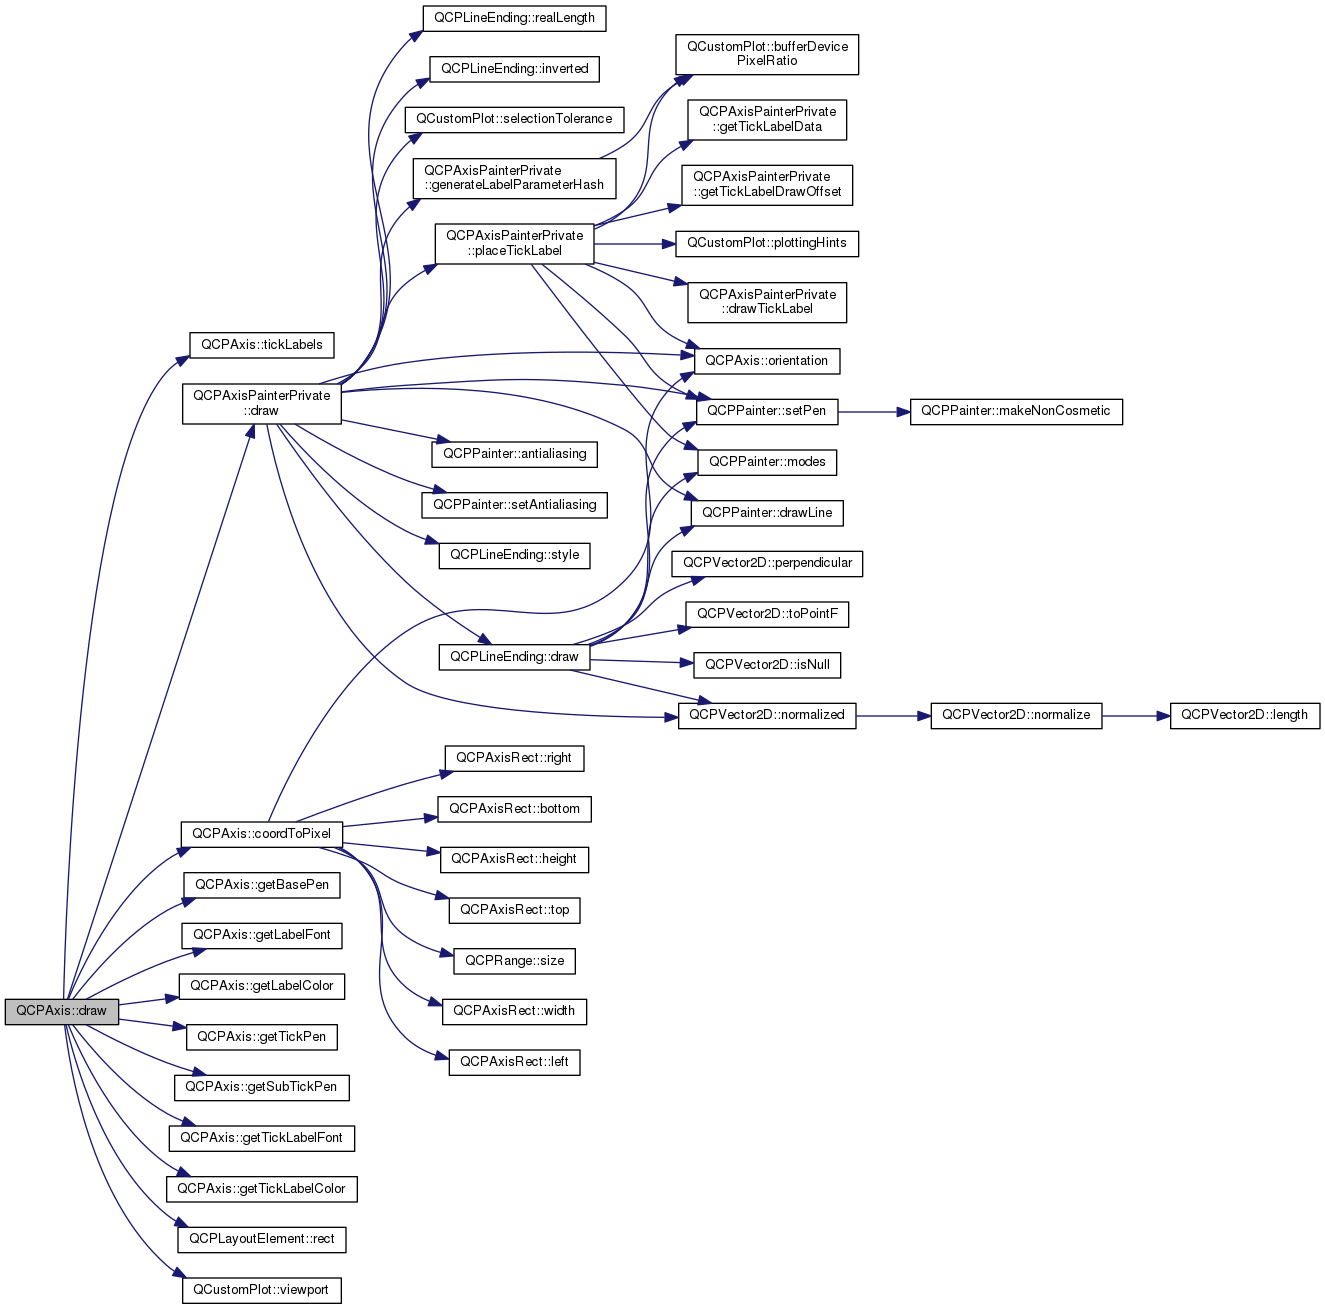 QCPLineEnding::realLength
QCPLineEnding::inverted
QCustomPlot::selectionTolerance
QCPAxisPainterPrivate
::generateLabelParameterHash
QCPAxisPainterPrivate
::placeTickLabel
QCustomPlot::bufferDevice
PixelRatio
QCPAxisPainterPrivate
::getTickLabelData
QCPAxisPainterPrivate
::getTickLabelDrawOffset
QCustomPlot::plottingHints
QCPAxisPainterPrivate
::drawTickLabel
QCPAxis::tickLabels
QCPAxis::orientation
QCPAxisPainterPrivate
::draw
QCPPainter::setPen
QCPPainter::makeNonCosmetic
QCPPainter::antialiasing
QCPPainter::modes
QCPPainter::setAntialiasing
QCPPainter::drawLine
QCPLineEnding::style
QCPVector2D::perpendicular
QCPVector2D::toPointF
QCPLineEnding::draw
QCPVector2D::isNull
QCPVector2D::normalized
QCPVector2D::normalize
QCPVector2D::length
QCPAxisRect::right
QCPAxisRect::bottom
QCPAxis::coordToPixel
QCPAxisRect::height
QCPAxis::getBasePen
QCPAxisRect::top
QCPAxis::getLabelFont
QCPRange::size
QCPAxis::getLabelColor
QCPAxis::draw
QCPAxisRect::width
QCPAxis::getTickPen
QCPAxisRect::left
QCPAxis::getSubTickPen
QCPAxis::getTickLabelFont
QCPAxis::getTickLabelColor
QCPLayoutElement::rect
QCustomPlot::viewport